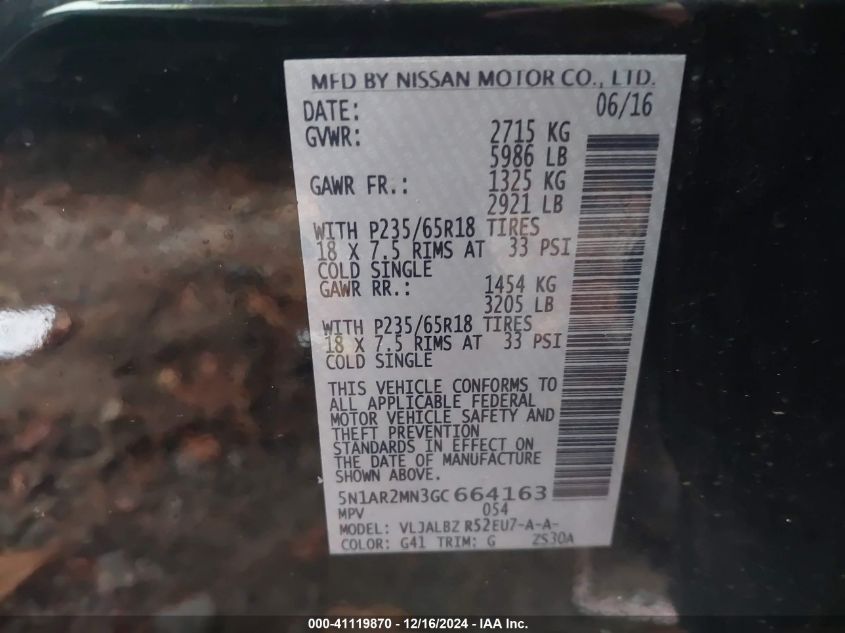 MFD BY NISSAN MOTOR CO., LTD.
DATE: 06/16
GVWR: 2715 KG
5986 LB
GAWR FR.: 1325 KG
2921 LB
WITH P235/65R18 TIRES
18 X 7.5 RIMS AT 33 PSI
COLD SINGLE
GAWR RR.: 1454 KG
3205 LB
WITH P235/65R18 TIRES
18 X 7.5 RIMS AT 33 PSI
COLD SINGLE
THIS VEHICLE CONFORMS TO
ALL APPLICABLE FEDERAL
MOTOR VEHICLE SAFETY AND
THEFT PREVENTION
STANDARDS IN EFFECT ON
THE DATE OF MANUFACTURE
SHOWN ABOVE.
5N1AR2MN3GC664163
MPV 054
MODEL: VLJALBZ R52EU7-A-A-
COLOR: G41 TRIM: G ZS30A
000-41119870 - 12/16/2024 - IAA Inc.